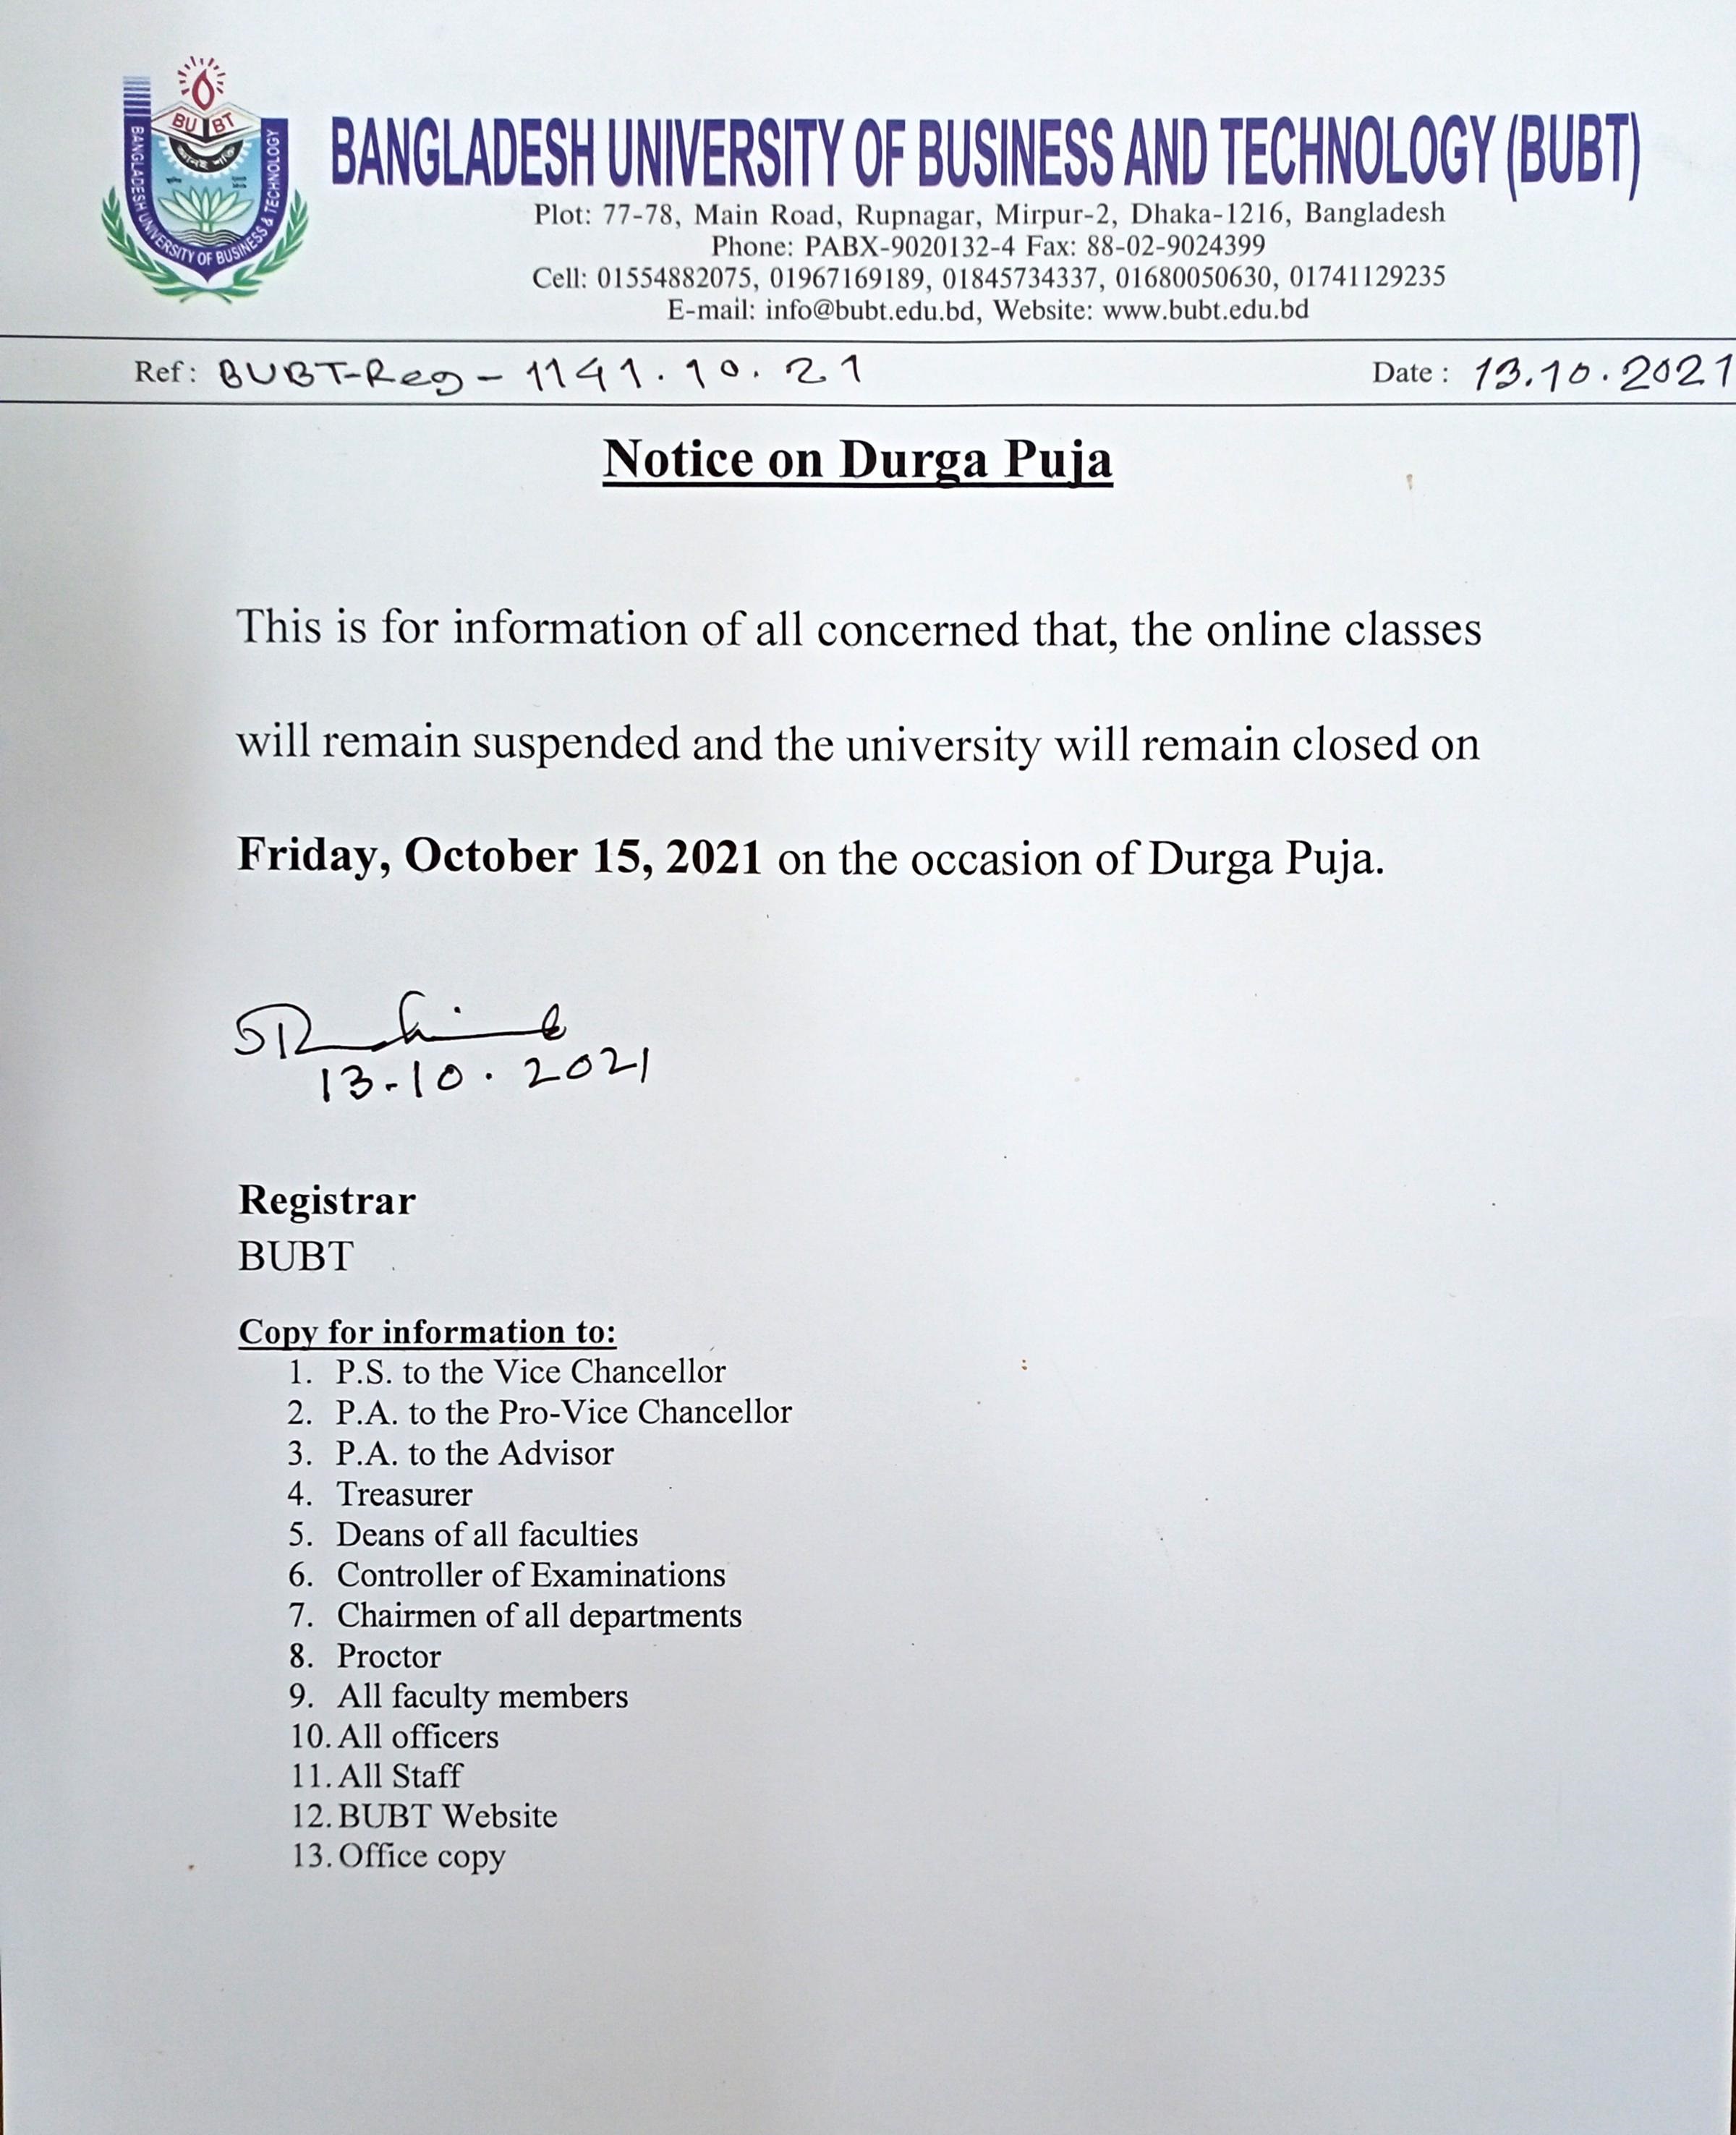 BU BT
জ্ঞানই শক্তি
BANGLADESH UNIVERSITY OF BUSINESS & TECHNOLOGY
BANGLADESH UNIVERSITY OF BUSINESS AND TECHNOLOGY (BUBT)
Plot: 77-78, Main Road, Rupnagar, Mirpur-2, Dhaka-1216, Bangladesh
Phone: PABX-9020132-4 Fax: 88-02-9024399
Cell: 01554882075, 01967169189, 01845734337, 01680050630, 01741129235
E-mail: info@bubt.edu.bd, Website: www.bubt.edu.bd
Ref: BUBT-Reg-1141.10.21 Date: 13.10.2021
Notice on Durga Puja
This is for information of all concerned that, the online classes
will remain suspended and the university will remain closed on
Friday, October 15, 2021 on the occasion of Durga Puja.
13-10.2021
Registrar
BUBT
Copy for information to:
1. P.S. to the Vice Chancellor
2. P.A. to the Pro-Vice Chancellor
3. P.A. to the Advisor
4. Treasurer
5. Deans of all faculties
6. Controller of Examinations
7. Chairmen of all departments
8. Proctor
9. All faculty members
10. All officers
11. All Staff
12. BUBT Website
13. Office copy